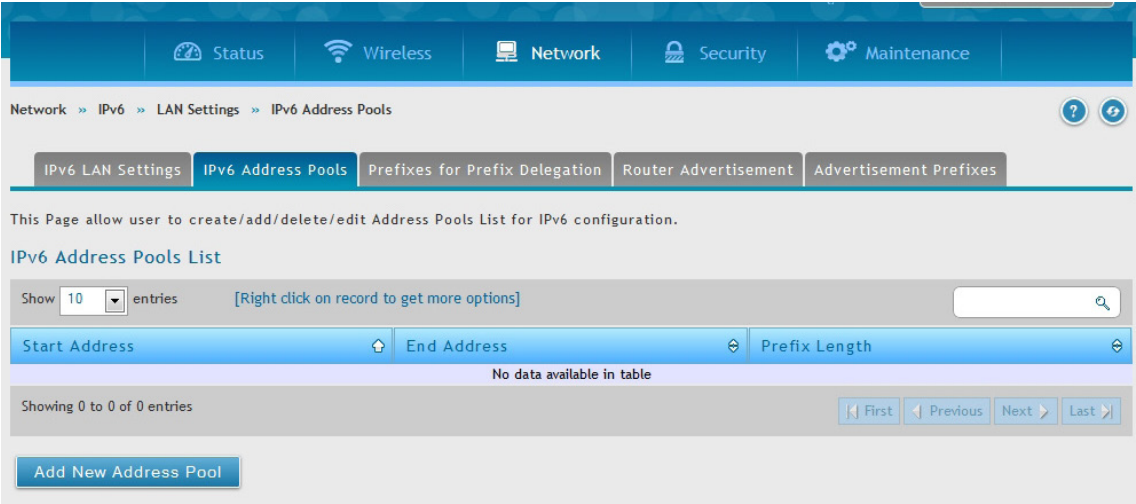 Status Wireless Network Security Maintenance
Network » IPv6 » LAN Settings » IPv6 Address Pools
IPv6 LAN Settings IPv6 Address Pools Prefixes for Prefix Delegation Router Advertisement Advertisement Prefixes
This Page allow user to create/add/delete/edit Address Pools List for IPv6 configuration.
IPv6 Address Pools List
Show 10 entries [Right click on record to get more options]
Start Address End Address Prefix Length
No data available in table
Showing 0 to 0 of 0 entries First Previous Next Last
Add New Address Pool